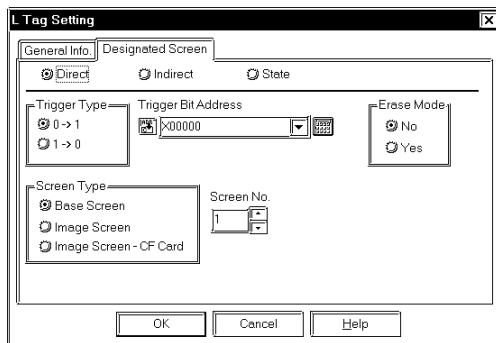 L Tag Setting
General Info. Designated Screen
Direct Indirect State
Trigger Type Trigger Bit Address Erase Mode
0 -> 1 X00000 No
1 -> 0 Yes
Screen Type Screen No.
Base Screen 1
Image Screen
Image Screen - CF Card
OK Cancel Help